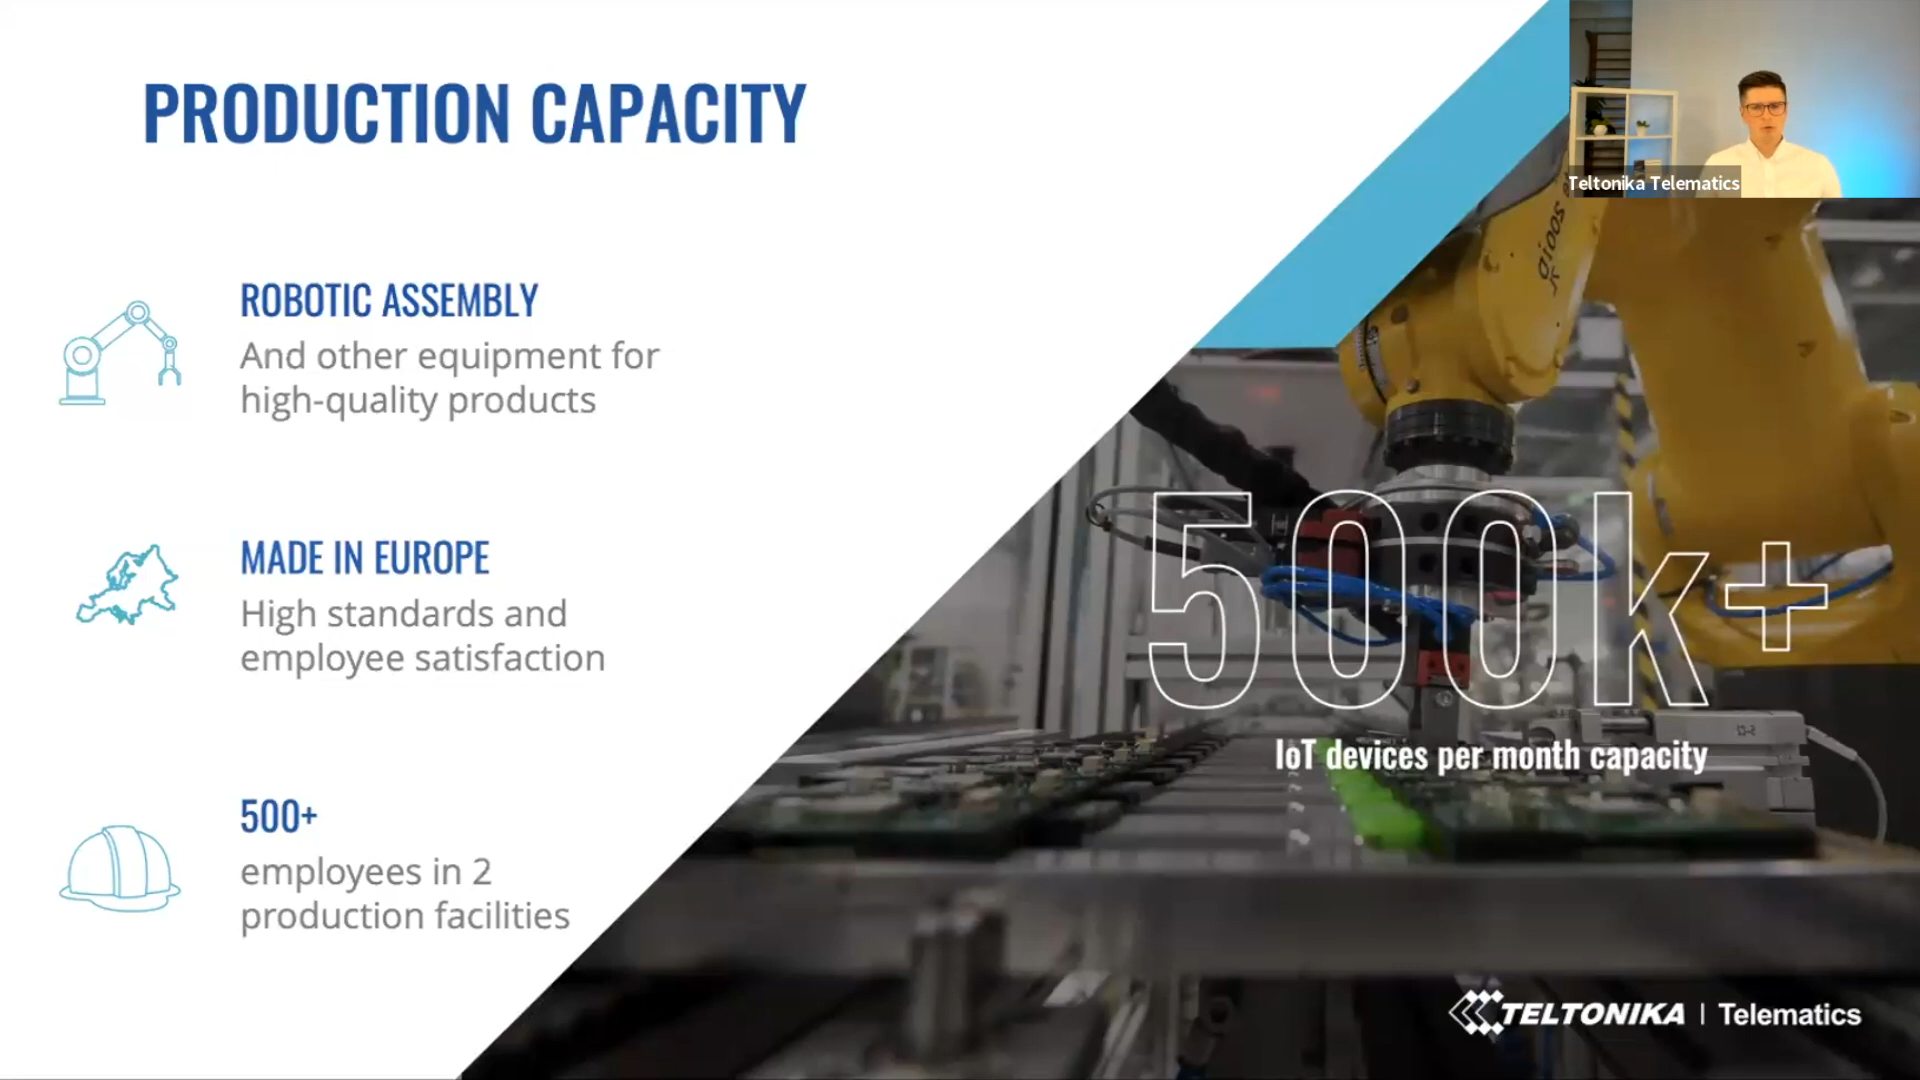 PRODUCTION CAPACITY
Teltonika Telematics
ROBOTIC ASSEMBLY
And other equipment for
high-quality products
MADE IN EUROPE
High standards and
employee satisfaction
500+
employees in 2
production facilities
500k+
IoT devices per month capacity
TELTONIKA | Telematics